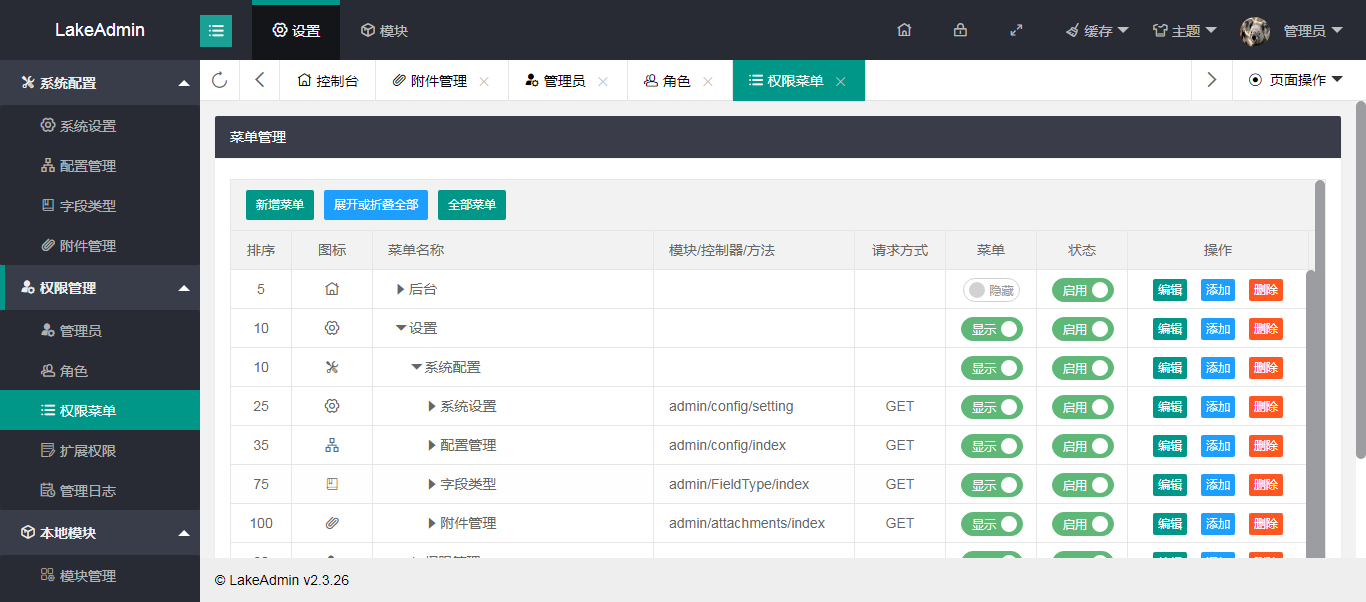 LakeAdmin
设置
模块
缓存
主题
管理员
控制台
附件管理
管理员
角色
权限菜单
页面操作
系统配置
系统设置
配置管理
字段类型
附件管理
权限管理
管理员
角色
权限菜单
扩展权限
管理日志
本地模块
模块管理
菜单管理
新增菜单 展开或折叠全部 全部菜单
排序 图标 菜单名称 模块/控制器/方法 请求方式 菜单 状态 操作
5 后台 隐藏 启用 编辑 添加 删除
10 设置 显示 启用 编辑 添加 删除
10 系统配置 显示 启用 编辑 添加 删除
25 系统设置 admin/config/setting GET 显示 启用 编辑 添加 删除
35 配置管理 admin/config/index GET 显示 启用 编辑 添加 删除
75 字段类型 admin/FieldType/index GET 显示 启用 编辑 添加 删除
100 附件管理 admin/attachments/index GET 显示 启用 编辑 添加 删除
© LakeAdmin v2.3.26